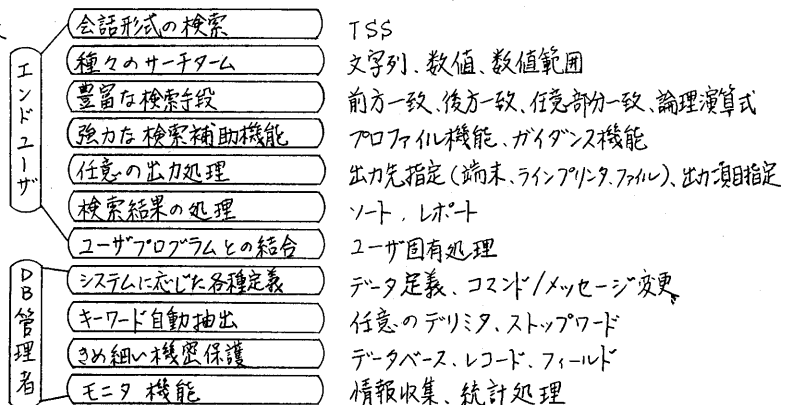 会話形式の検索 TSS
エンドユーザ
種々のサーチターム 文字列、数値、数値範囲
豊富な検索手段 前方一致、後方一致、任意部分一致、論理演算式
強力な検索補助機能 プロファイル機能、ガイダンス機能
任意の出力処理 出力先指定(端末、ラインプリンタ、ファイル)、出力項目指定
検索結果の処理 ソート、レポート
ユーザプログラムとの結合 ユーザ固有処理
DB管理者
システムに応じた各種定義 データ定義、コマンド/メッセージ変更
キーワード自動抽出 任意のデリミタ、ストップワード
きめ細い機密保護 データベース、レコード、フィールド
モニタ機能 情報収集、統計処理